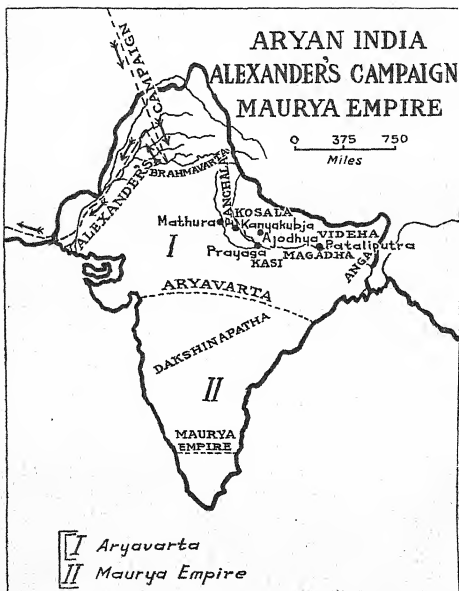 ARYAN INDIA
ALEXANDER'S CAMPAIGN
MAURYA EMPIRE
0 375 750
Miles
ALEXANDER'S CAMPAIGN
BRAHMAVARTA
PANCHALA
KOSALA
Mathura
Kanyakubja
Ajodhya
VIDEHA
Pataliputra
Prayaga
MAGADHA
KASI
ANGA
I
ARYAVARTA
DAKSHINAPATHA
II
MAURYA
EMPIRE
I Aryavarta
II Maurya Empire